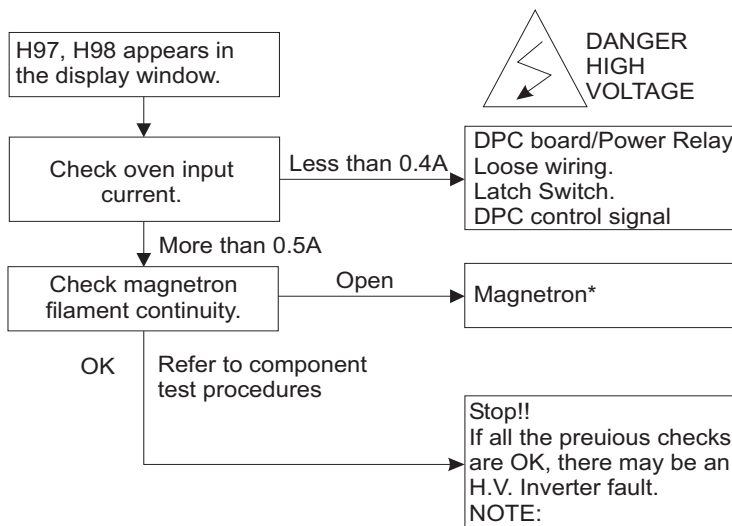 H97, H98 appears in
the display window.
DANGER
HIGH
VOLTAGE
Check oven input
current.
Less than 0.4A
DPC board/Power Relay
Loose wiring.
Latch Switch.
DPC control signal
More than 0.5A
Check magnetron
filament continuity.
Open
Magnetron*
OK
Refer to component
test procedures
Stop!!
If all the preuious checks
are OK, there may be an
H.V. Inverter fault.
NOTE: